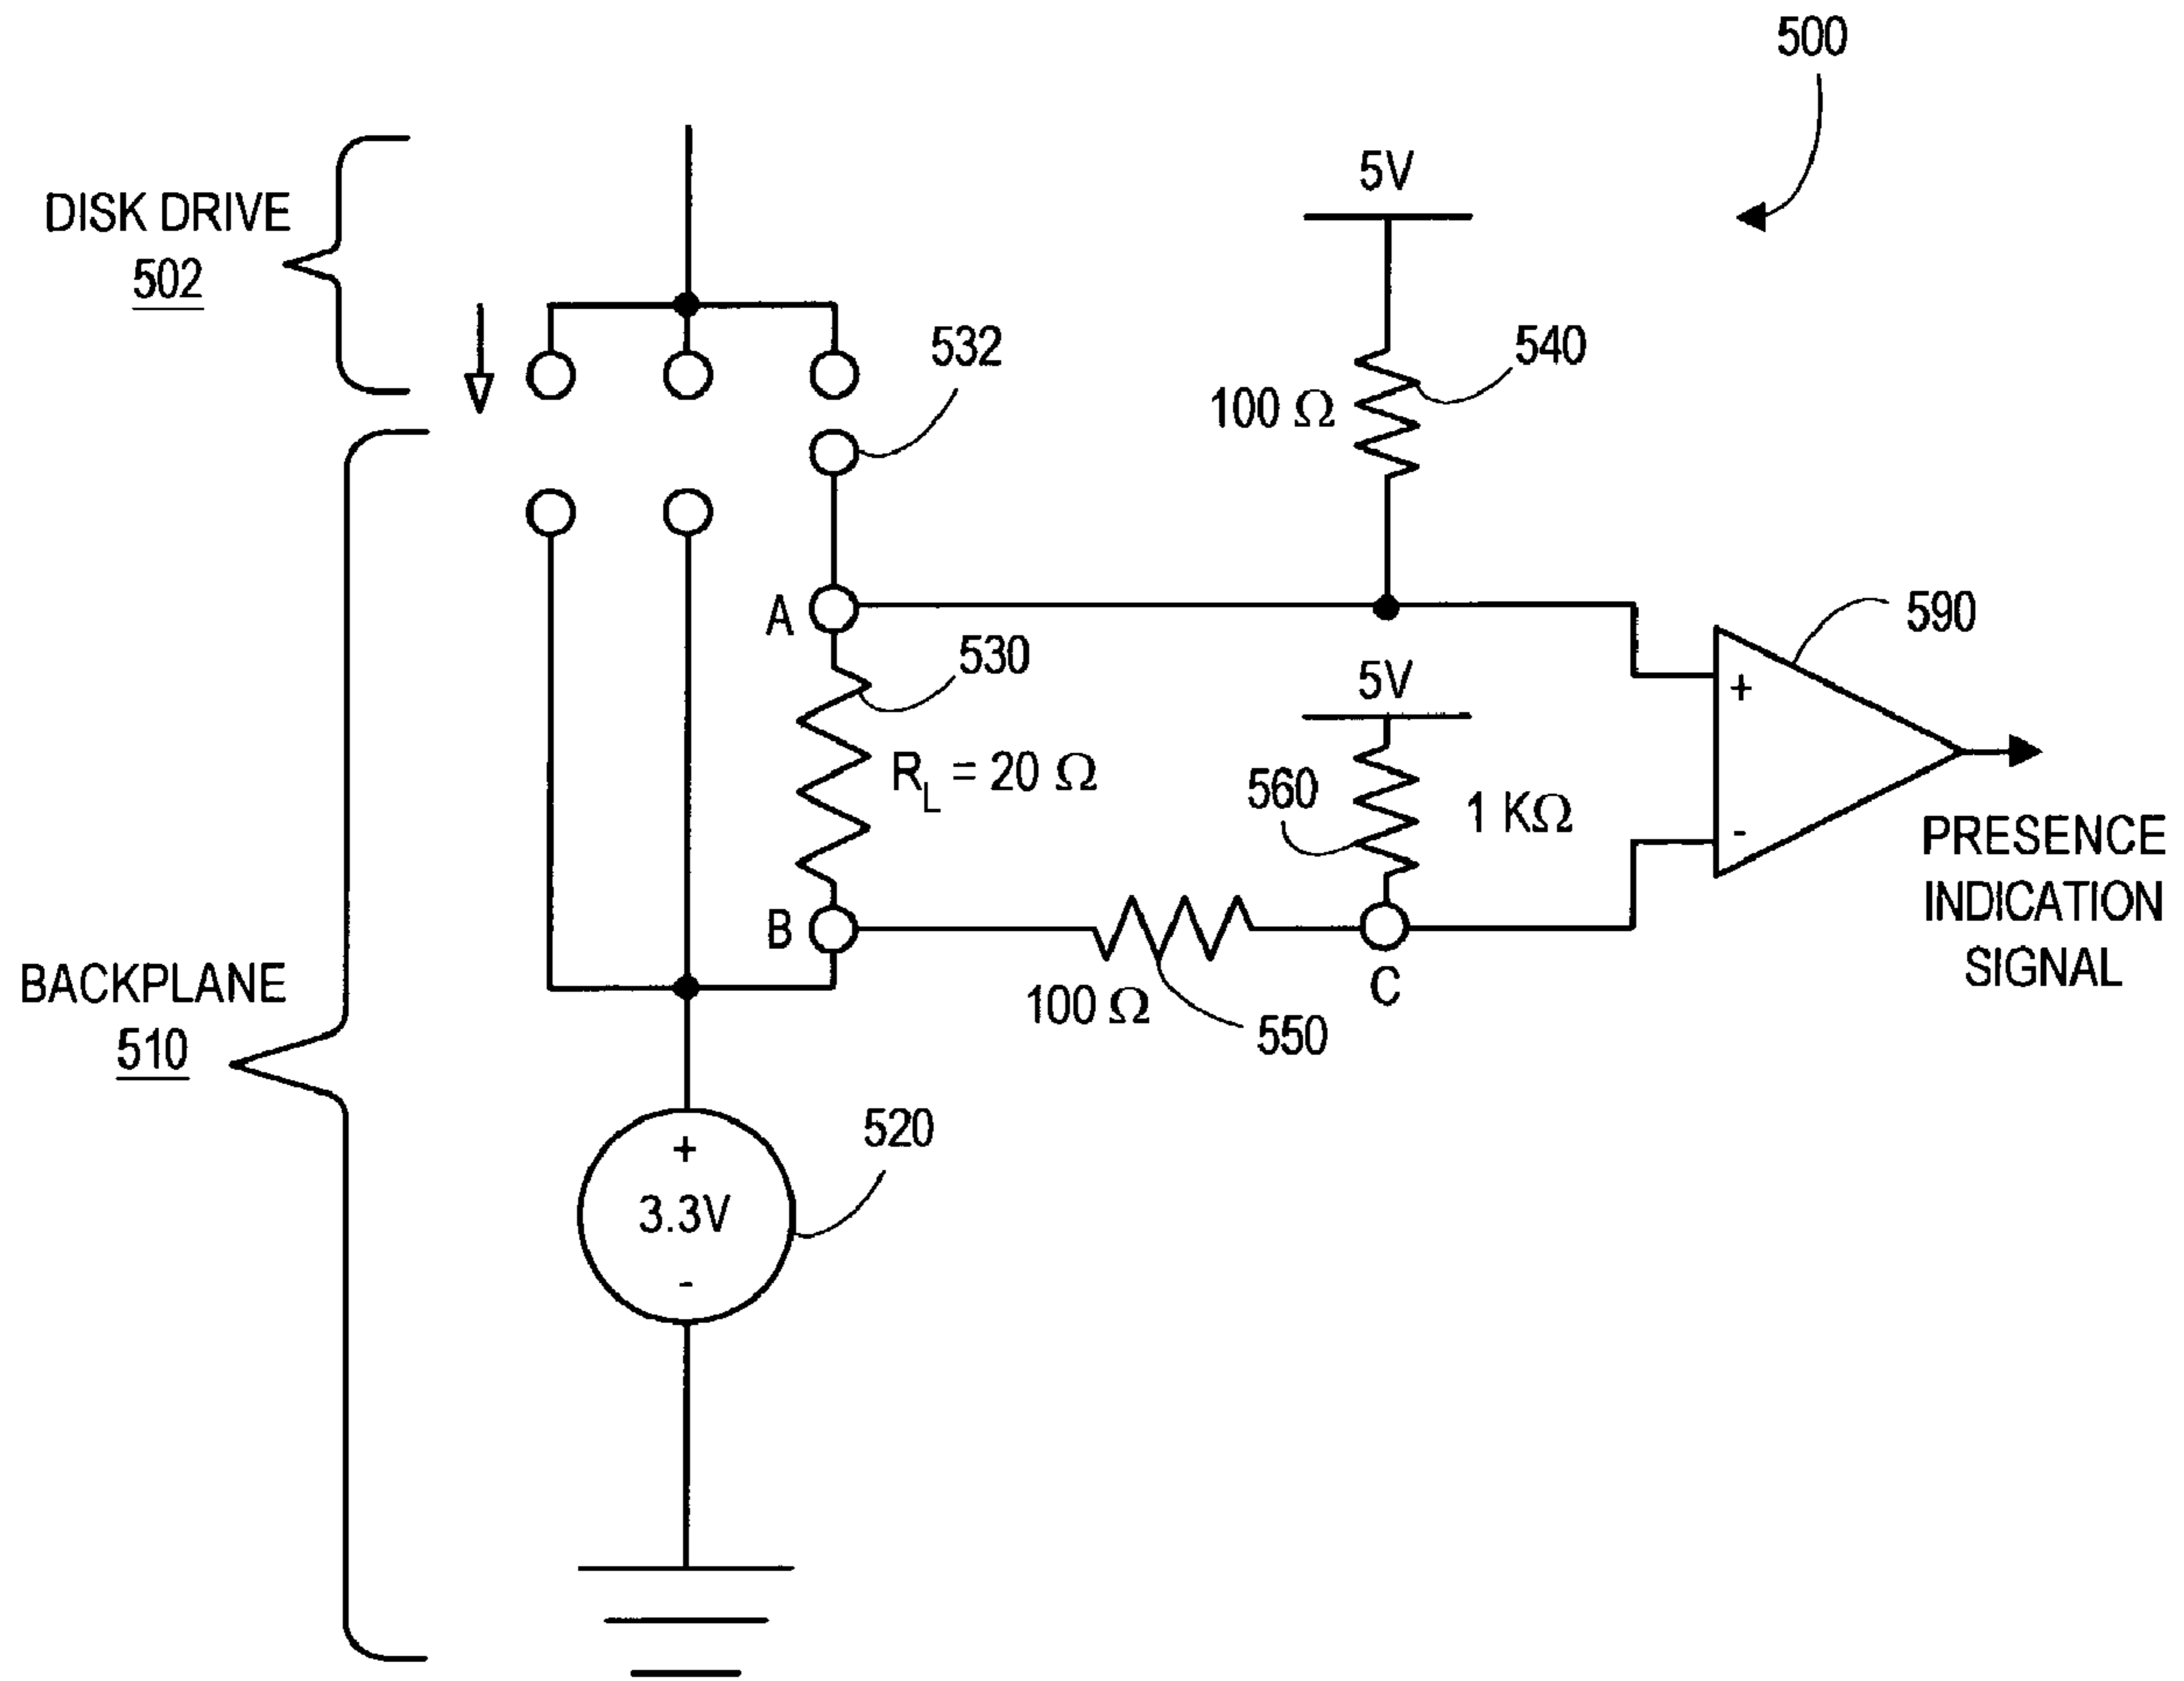 500
5V
DISK DRIVE
502
532
540
100 Ω
A
530
590
5V
+
R_L = 20 Ω
560
1 KΩ
-
PRESENCE
INDICATION
SIGNAL
B
C
100 Ω
550
BACKPLANE
510
520
+
3.3V
-